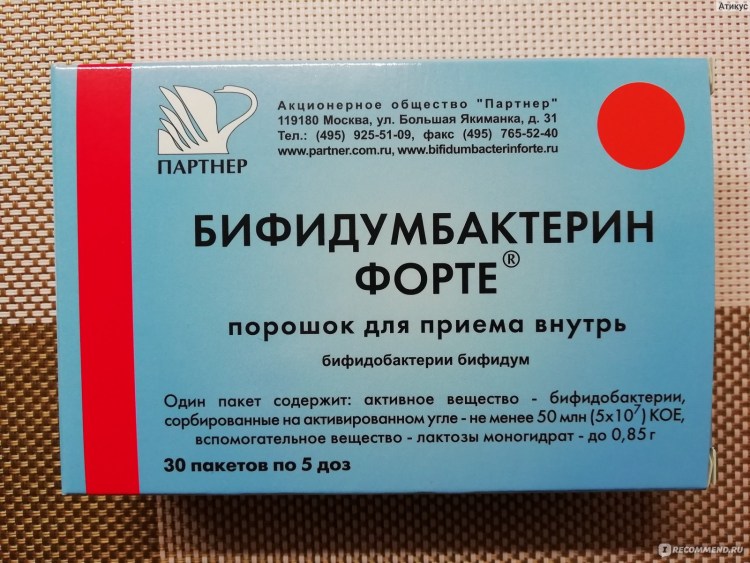 Атикус
Акционерное общество "Партнер"
119180 Москва, ул. Большая Якиманка, д. 31
Тел.: (495) 925-51-09, факс (495) 765-52-40
www.partner.com.ru, www.bifidumbacterinforte.ru
ПАРТНЕР
БИФИДУМБАКТЕРИН
ФОРТЕ®
порошок для приема внутрь
бифидобактерии бифидум
Один пакет содержит: активное вещество - бифидобактерии,
сорбированные на активированном угле - не менее 50 млн (5х10⁷) КОЕ,
вспомогательное вещество - лактозы моногидрат - до 0,85 г
30 пакетов по 5 доз
IRECOMMEND.RU